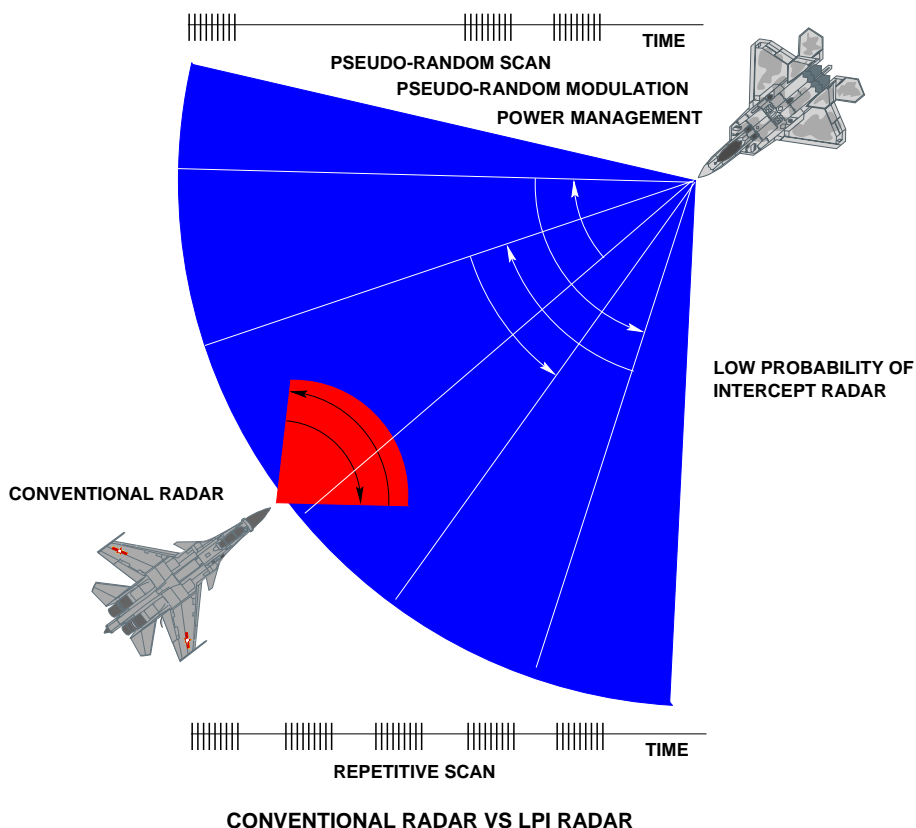 TIME
PSEUDO-RANDOM SCAN
PSEUDO-RANDOM MODULATION
POWER MANAGEMENT
LOW PROBABILITY OF
INTERCEPT RADAR
CONVENTIONAL RADAR
TIME
REPETITIVE SCAN
CONVENTIONAL RADAR VS LPI RADAR